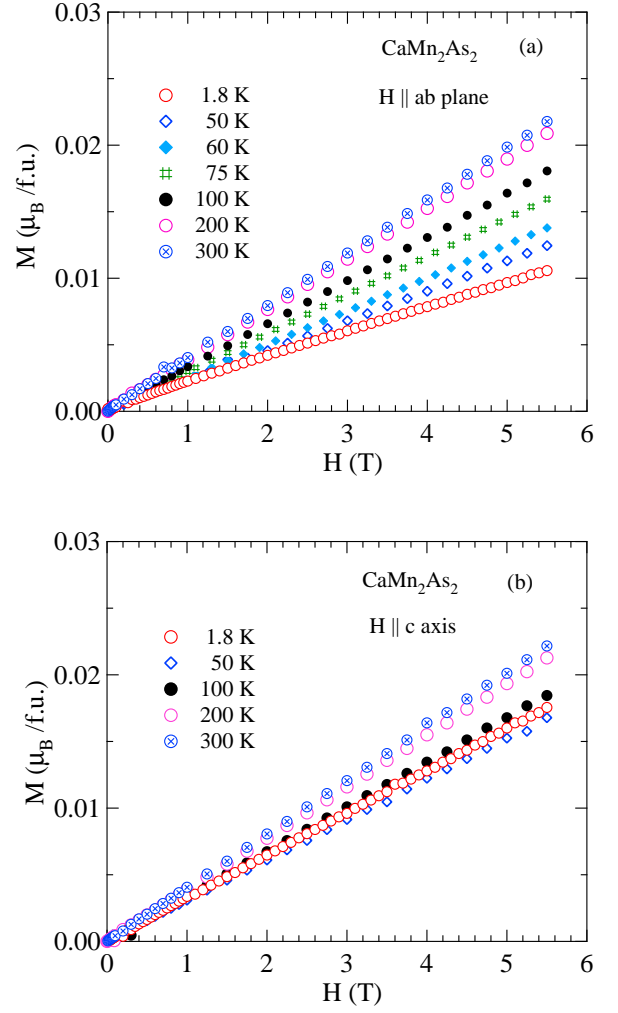 0.03
CaMn₂As₂ (a)
H || ab plane
1.8 K
50 K
60 K
75 K
100 K
200 K
300 K
0.02
0.01
0.00
M (μ_B /f.u.)
0 1 2 3 4 5 6
H (T)
0.03
CaMn₂As₂ (b)
H || c axis
1.8 K
50 K
100 K
200 K
300 K
0.02
0.01
0.00
M (μ_B /f.u.)
0 1 2 3 4 5 6
H (T)